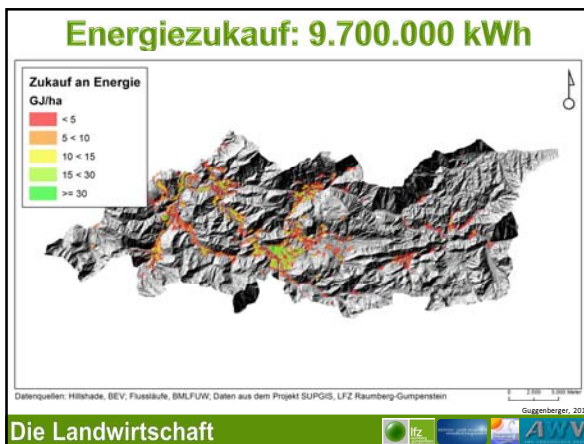 Energiezukauf: 9.700.000 kWh
Zukauf an Energie
GJ/ha
< 5
5 < 10
10 < 15
15 < 30
>= 30
0 2.500 5.000 Meter
Datenquellen: Hillshade, BEV; Flussläufe, BMLFUW; Daten aus dem Projekt SUPGIS, LFZ Raumberg-Gumpenstein
Guggenberger, 201
Die Landwirtschaft
lfz
AWV